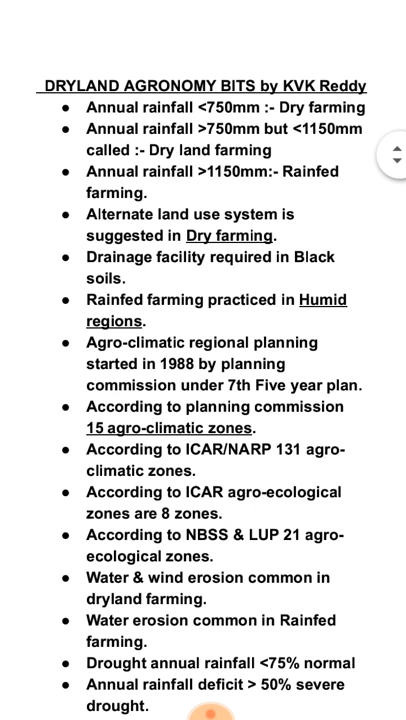 DRYLAND AGRONOMY BITS by KVK Reddy
● Annual rainfall <750mm :- Dry farming
● Annual rainfall >750mm but <1150mm
called :- Dry land farming
● Annual rainfall >1150mm:- Rainfed
farming.
● Alternate land use system is
suggested in Dry farming.
● Drainage facility required in Black
soils.
● Rainfed farming practiced in Humid
regions.
● Agro-climatic regional planning
started in 1988 by planning
commission under 7th Five year plan.
● According to planning commission
15 agro-climatic zones.
● According to ICAR/NARP 131 agro-
climatic zones.
● According to ICAR agro-ecological
zones are 8 zones.
● According to NBSS & LUP 21 agro-
ecological zones.
● Water & wind erosion common in
dryland farming.
● Water erosion common in Rainfed
farming.
● Drought annual rainfall <75% normal
● Annual rainfall deficit > 50% severe
drought.